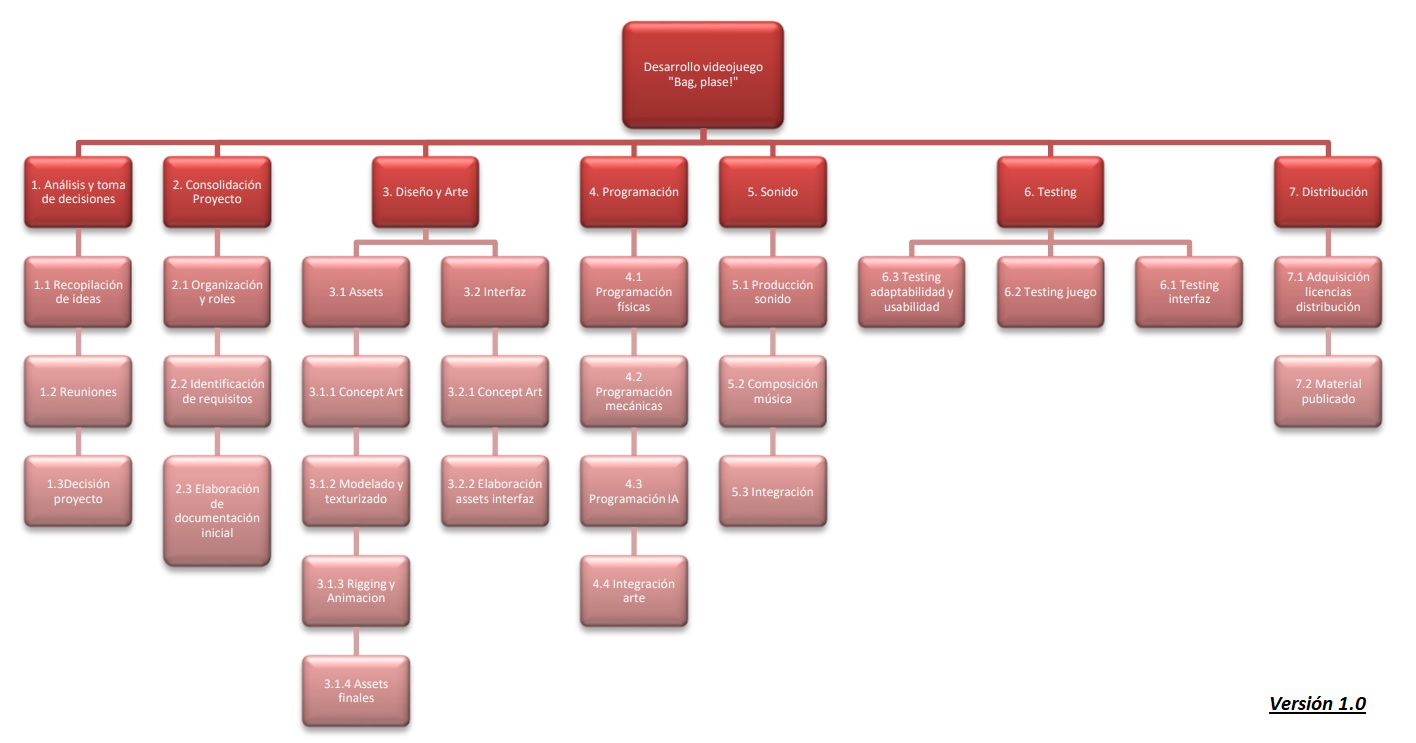 Desarrollo videojuego
"Bag, plase!"
1. Análisis y toma
de decisiones
2. Consolidación
Proyecto
3. Diseño y Arte
4. Programación
5. Sonido
6. Testing
7. Distribución
1.1 Recopilación
de ideas
2.1 Organización
y roles
3.1 Assets
3.2 Interfaz
4.1
Programación
físicas
5.1 Producción
sonido
6.3 Testing
adaptabilidad y
usabilidad
6.2 Testing juego
6.1 Testing
interfaz
7.1 Adquisición
licencias
distribución
1.2 Reuniones
2.2 Identificación
de requisitos
3.1.1 Concept Art
3.2.1 Concept Art
4.2
Programación
mecánicas
5.2 Composición
música
7.2 Material
publicado
1.3Decisión
proyecto
2.3 Elaboración
de
documentación
inicial
3.1.2 Modelado y
texturizado
3.2.2 Elaboración
assets interfaz
4.3
Programación IA
5.3 Integración
3.1.3 Rigging y
Animacion
4.4 Integración
arte
3.1.4 Assets
finales
Versión 1.0